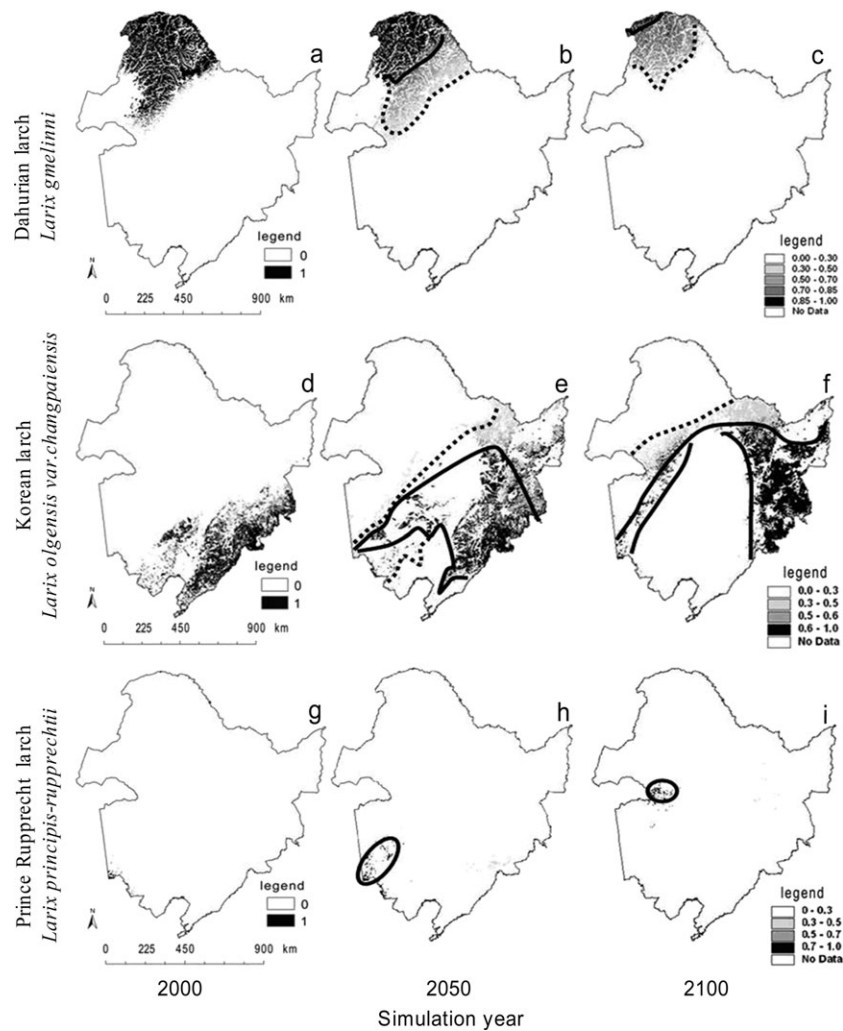 a
b
c
Dahurian larch
Larix gmelinni
N
legend
0
1
0 225 450 900 km
legend
0.00 - 0.30
0.30 - 0.50
0.50 - 0.70
0.70 - 0.85
0.85 - 1.00
No Data
d
e
f
Korean larch
Larix olgensis var.changpaiensis
N
legend
0
1
0 225 450 900 km
legend
0.0 - 0.3
0.3 - 0.5
0.5 - 0.6
0.6 - 1.0
No Data
g
h
i
Prince Rupprecht larch
Larix principis-rupprechtii
N
legend
0
1
0 225 450 900 km
legend
0 - 0.3
0.3 - 0.5
0.5 - 0.7
0.7 - 1.0
No Data
2000
2050
2100
Simulation year